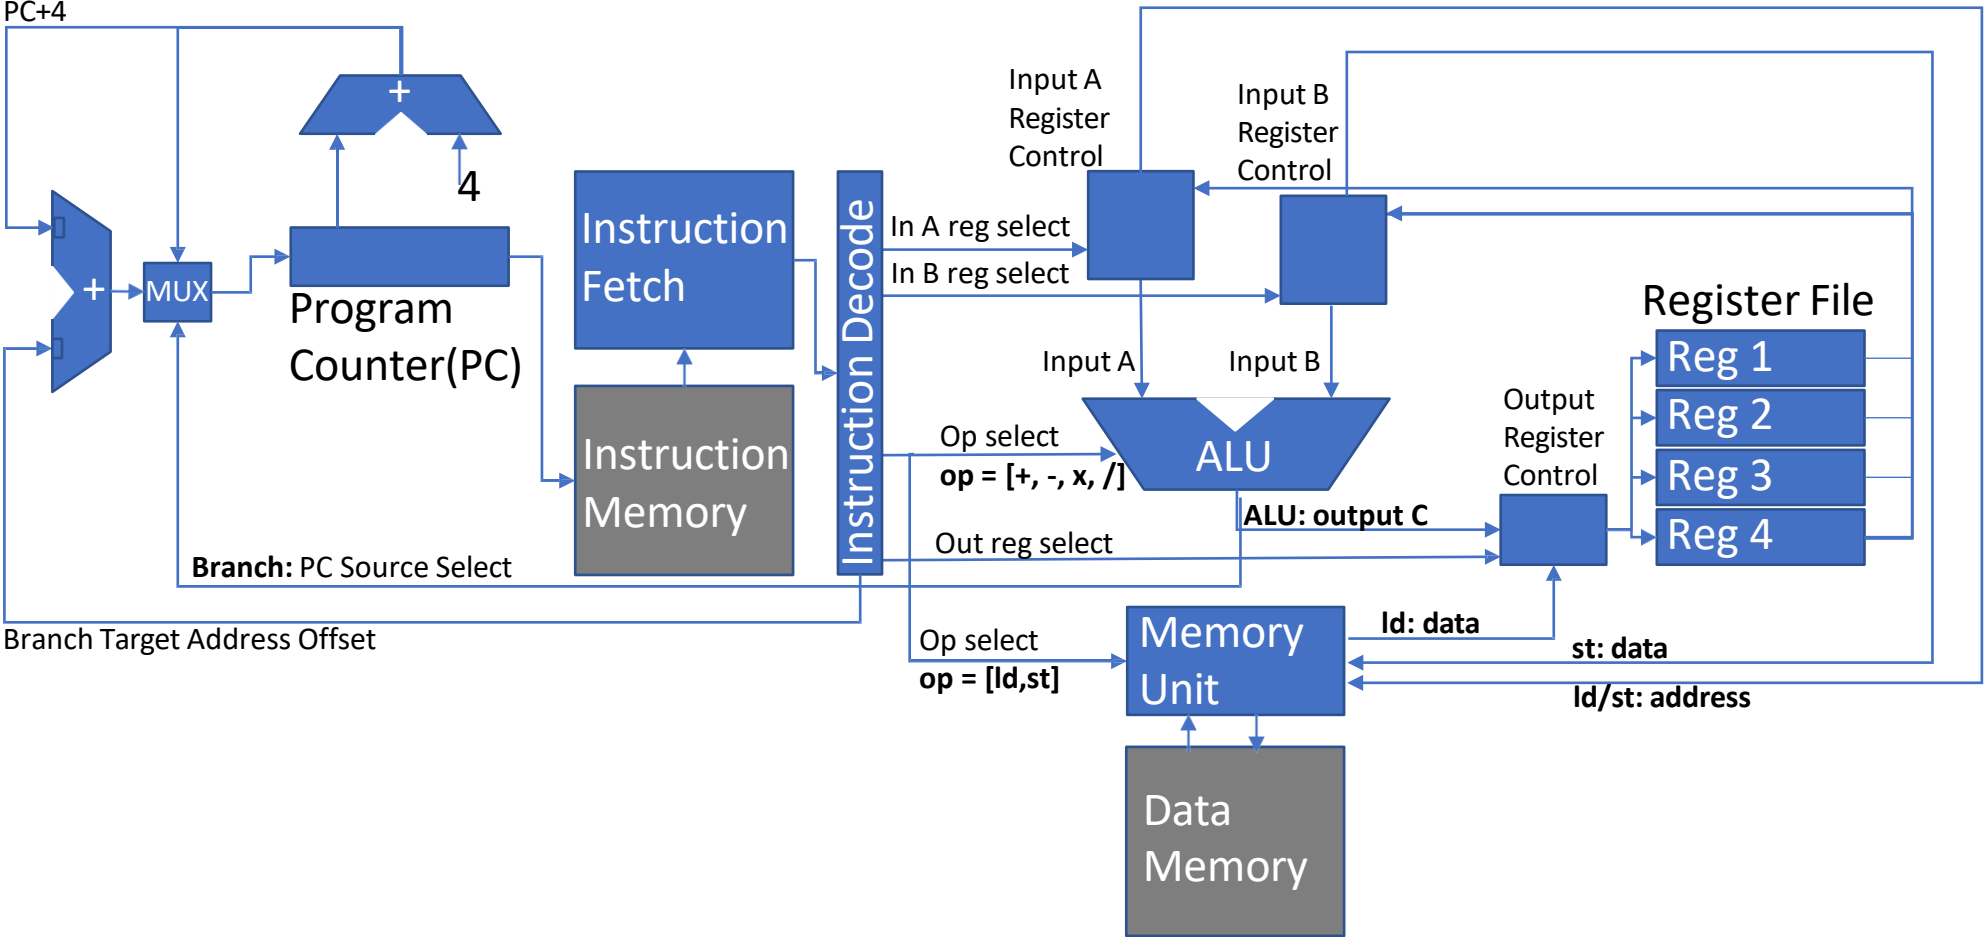 PC+4
+
4
+
MUX
Program
Counter(PC)
Instruction
Fetch
Instruction
Memory
Instruction Decode
Branch: PC Source Select
Branch Target Address Offset
Input A
Register
Control
Input B
Register
Control
In A reg select
In B reg select
Input A
Input B
Op select
op = [+, -, x, /]
ALU
ALU: output C
Out reg select
Output
Register
Control
Register File
Reg 1
Reg 2
Reg 3
Reg 4
Op select
op = [ld,st]
Memory
Unit
ld: data
st: data
ld/st: address
Data
Memory